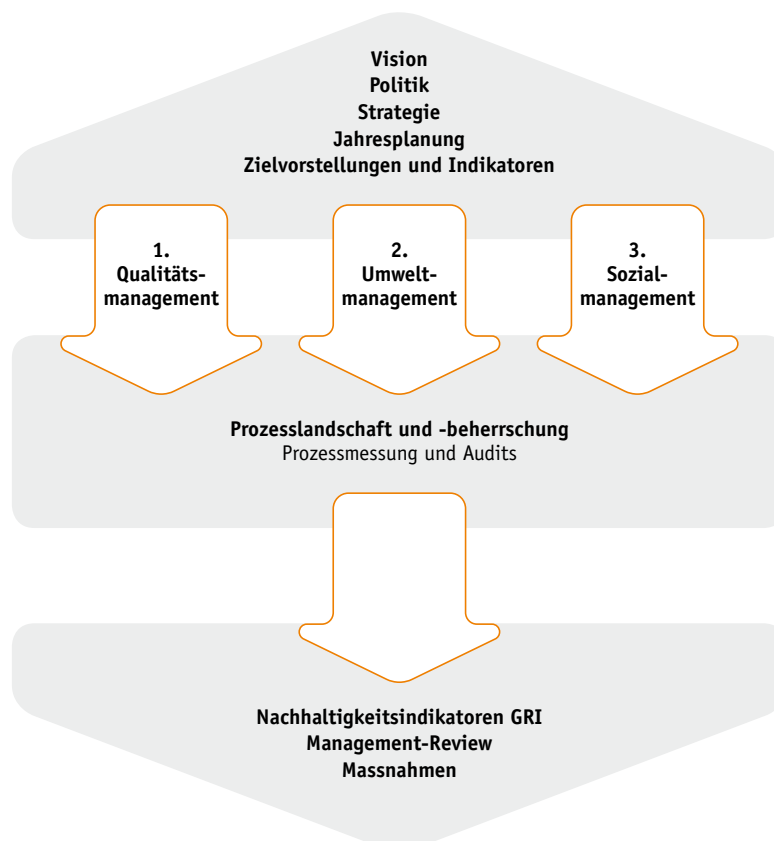 Vision
Politik
Strategie
Jahresplanung
Zielvorstellungen und Indikatoren
1.
Qualitäts-
management
2.
Umwelt-
management
3.
Sozial-
management
Prozesslandschaft und -beherrschung
Prozessmessung und Audits
Nachhaltigkeitsindikatoren GRI
Management-Review
Massnahmen